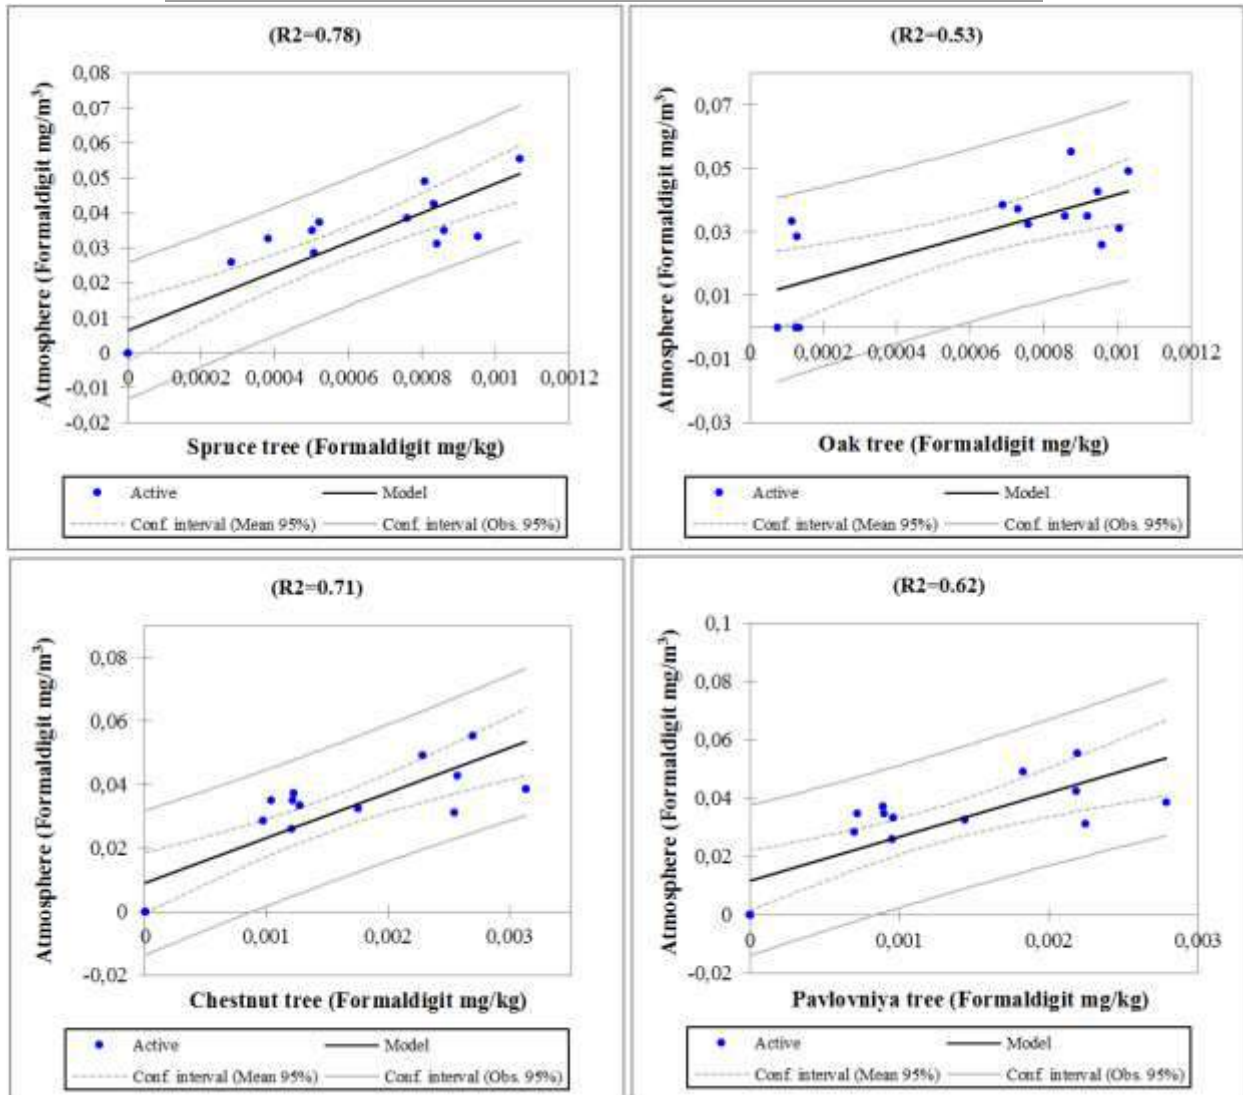 (R2=0.78)
Atmosphere (Formaldigit mg/m³)
0,08
0,07
0,06
0,05
0,04
0,03
0,02
0,01
0
-0,01
-0,02
0 0,0002 0,0004 0,0006 0,0008 0,001 0,0012
Spruce tree (Formaldigit mg/kg)
Active Model
Conf. interval (Mean 95%) Conf. interval (Obs. 95%)
(R2=0.53)
Atmosphere (Formaldigit mg/m³)
0,07
0,05
0,03
0,01
-0,01
-0,03
0 0,0002 0,0004 0,0006 0,0008 0,001 0,0012
Oak tree (Formaldigit mg/kg)
Active Model
Conf. interval (Mean 95%) Conf. interval (Obs. 95%)
(R2=0.71)
Atmosphere (Formaldigit mg/m³)
0,08
0,06
0,04
0,02
0
-0,02
0 0,001 0,002 0,003
Chestnut tree (Formaldigit mg/kg)
Active Model
Conf. interval (Mean 95%) Conf. interval (Obs. 95%)
(R2=0.62)
Atmosphere (Formaldigit mg/m³)
0,1
0,08
0,06
0,04
0,02
0
-0,02
0 0,001 0,002 0,003
Pavlovniya tree (Formaldigit mg/kg)
Active Model
Conf. interval (Mean 95%) Conf. interval (Obs. 95%)